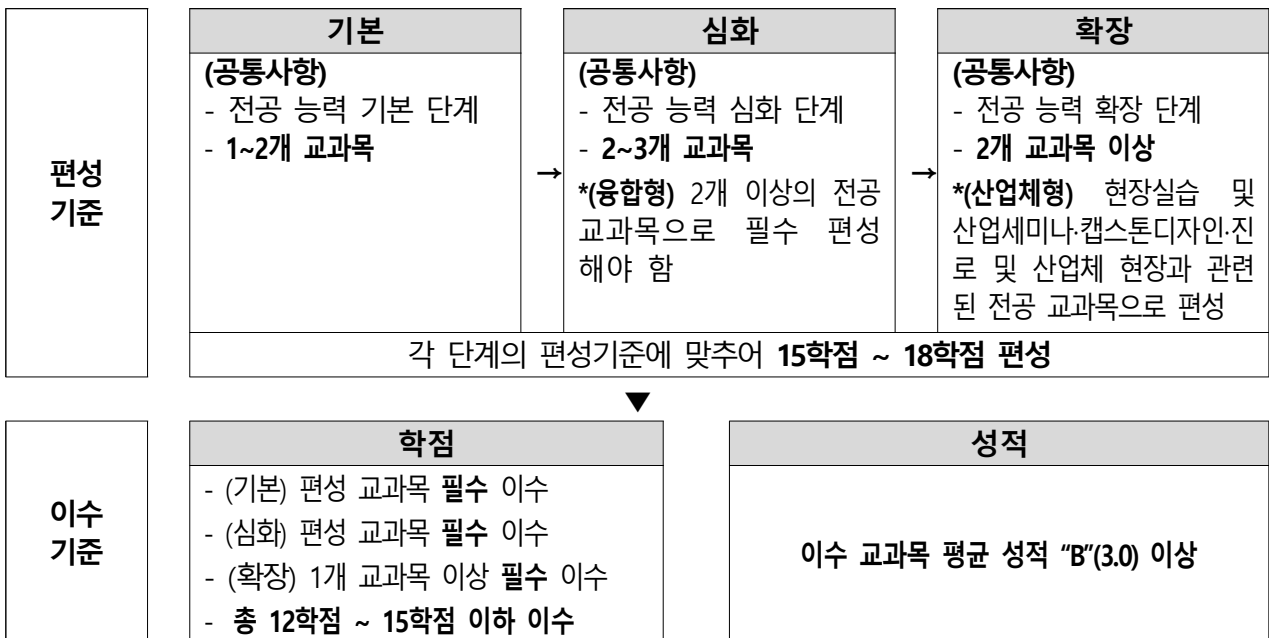 기본
심화
확장
편성
기준
(공통사항)
- 전공 능력 기본 단계
- 1~2개 교과목
→
(공통사항)
- 전공 능력 심화 단계
- 2~3개 교과목
*(융합형) 2개 이상의 전공
교과목으로 필수 편성
해야 함
→
(공통사항)
- 전공 능력 확장 단계
- 2개 교과목 이상
*(산업체형) 현장실습 및
산업세미나·캡스톤디자인·진
로 및 산업체 현장과 관련
된 전공 교과목으로 편성
각 단계의 편성기준에 맞추어 15학점 ~ 18학점 편성
▼
이수
기준
학점
- (기본) 편성 교과목 필수 이수
- (심화) 편성 교과목 필수 이수
- (확장) 1개 교과목 이상 필수 이수
- 총 12학점 ~ 15학점 이하 이수
성적
이수 교과목 평균 성적 “B”(3.0) 이상